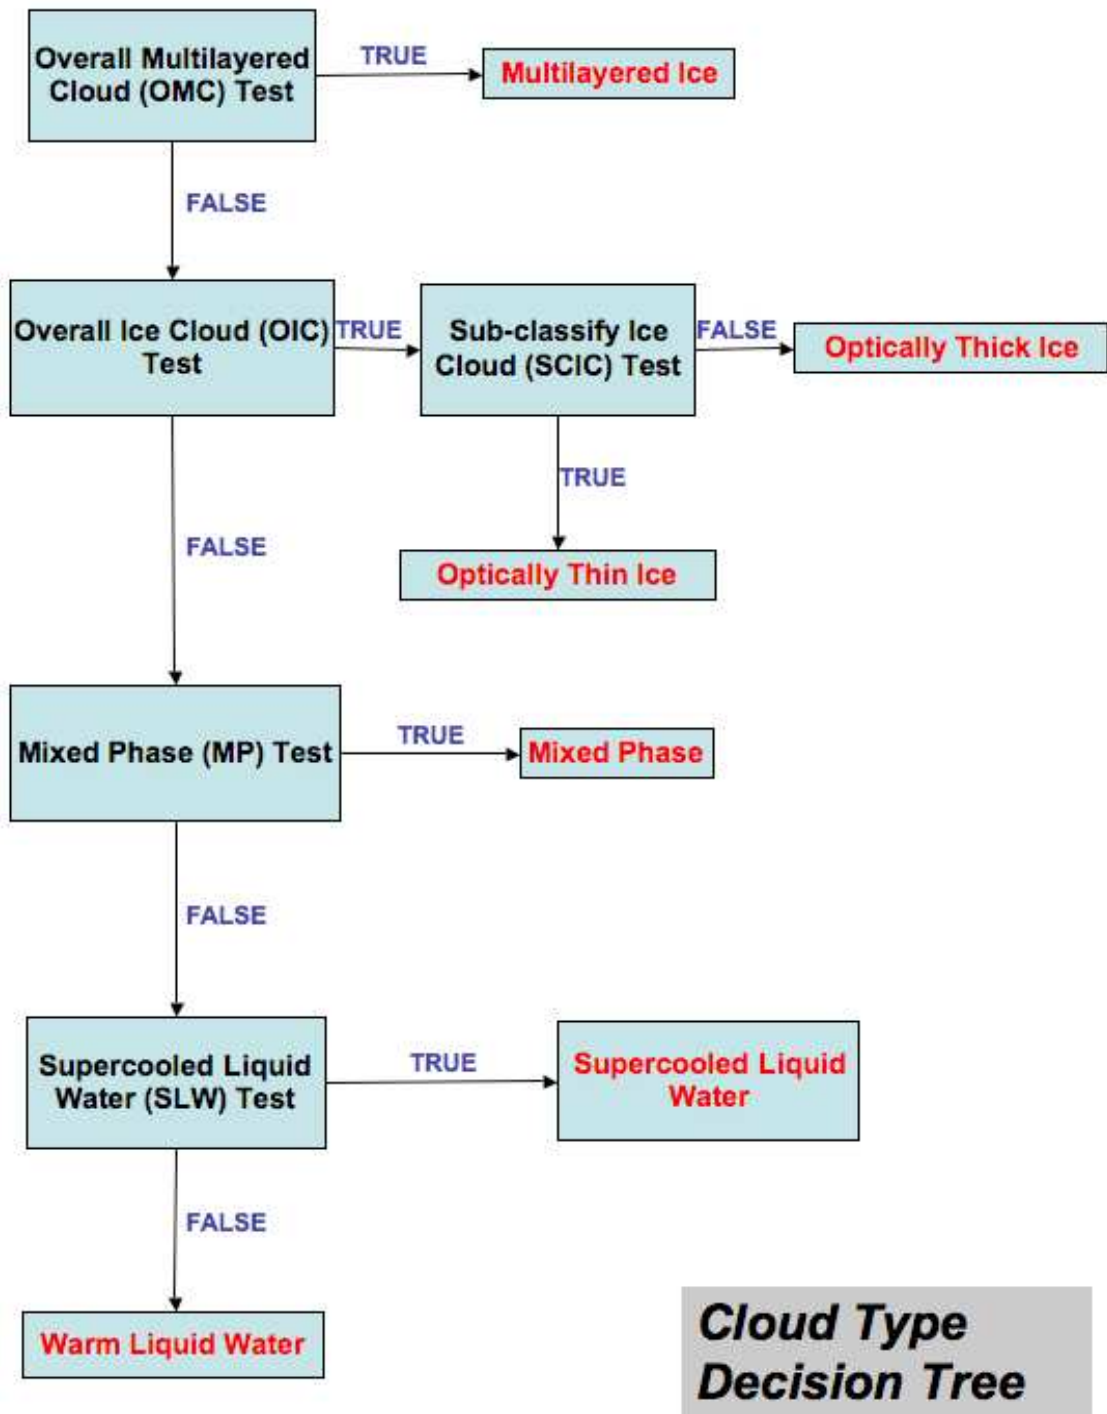 Overall Multilayered
Cloud (OMC) Test
TRUE
Multilayered Ice
FALSE
Overall Ice Cloud (OIC)
Test
TRUE
Sub-classify Ice
Cloud (SCIC) Test
FALSE
Optically Thick Ice
TRUE
Optically Thin Ice
FALSE
Mixed Phase (MP) Test
TRUE
Mixed Phase
FALSE
Supercooled Liquid
Water (SLW) Test
TRUE
Supercooled Liquid
Water
FALSE
Warm Liquid Water
Cloud Type
Decision Tree